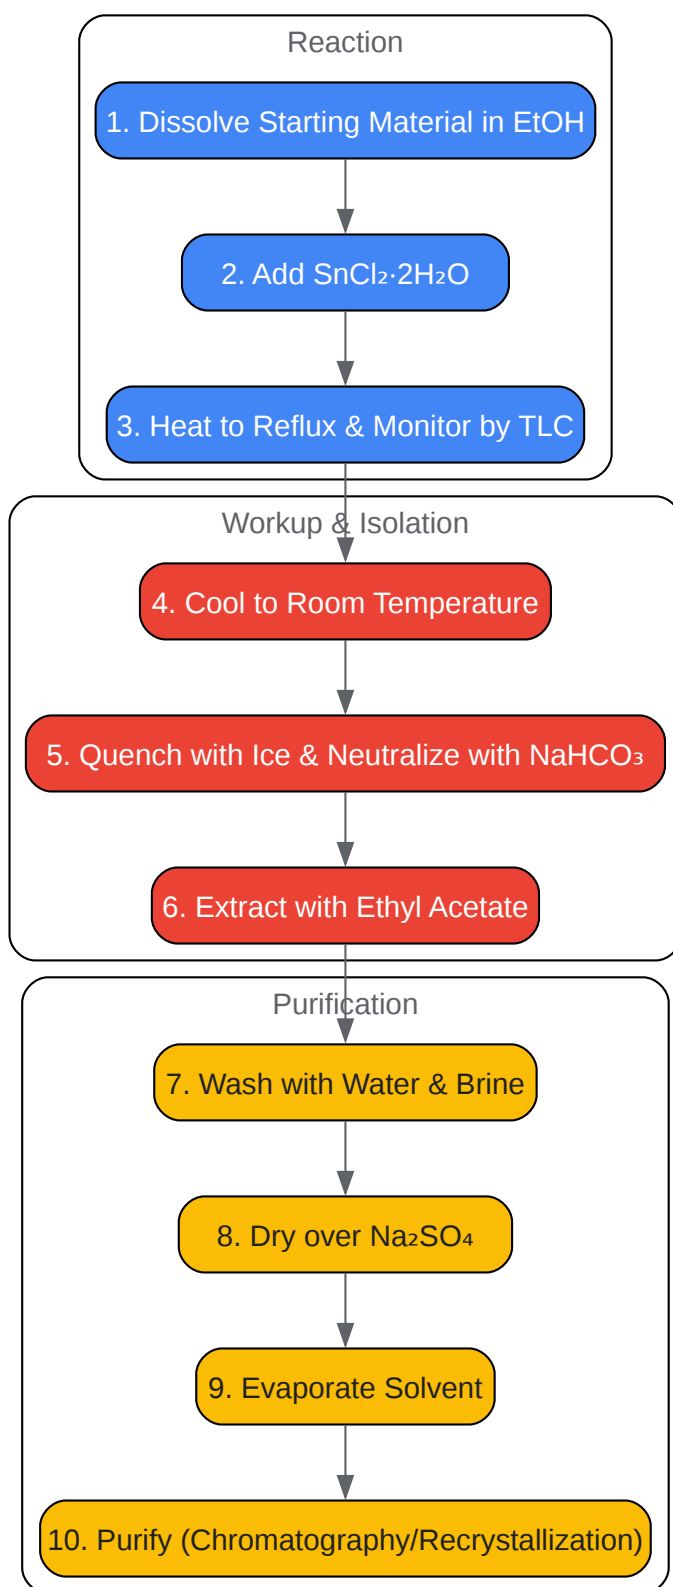 Reaction
1. Dissolve Starting Material in EtOH
2. Add SnCl₂·2H₂O
3. Heat to Reflux & Monitor by TLC
Workup & Isolation
4. Cool to Room Temperature
5. Quench with Ice & Neutralize with NaHCO₃
6. Extract with Ethyl Acetate
Purification
7. Wash with Water & Brine
8. Dry over Na₂SO₄
9. Evaporate Solvent
10. Purify (Chromatography/Recrystallization)